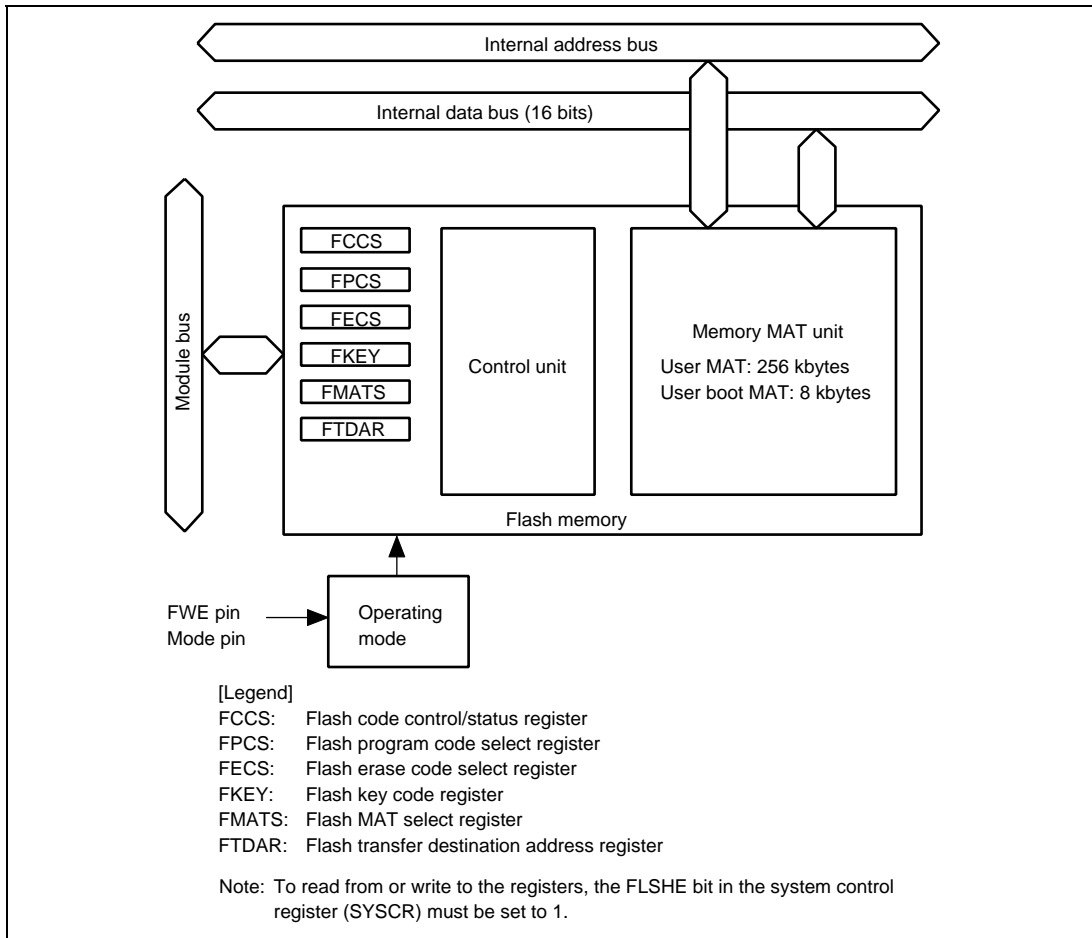 Internal address bus
Internal data bus (16 bits)
Module bus
FCCS
FPCS
FECS
FKEY
FMATS
FTDAR
Control unit
Memory MAT unit
User MAT: 256 kbytes
User boot MAT: 8 kbytes
Flash memory
FWE pin
Mode pin
Operating
mode
[Legend]
FCCS: Flash code control/status register
FPCS: Flash program code select register
FECS: Flash erase code select register
FKEY: Flash key code register
FMATS: Flash MAT select register
FTDAR: Flash transfer destination address register
Note: To read from or write to the registers, the FLSHE bit in the system control
register (SYSCR) must be set to 1.